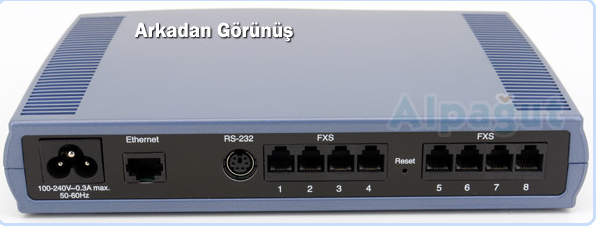 Arkadan Görünüş
Alpağut
Ethernet
RS-232
FXS
FXS
Reset
100-240V~0.3A max.
50-60Hz
1 2 3 4
5 6 7 8